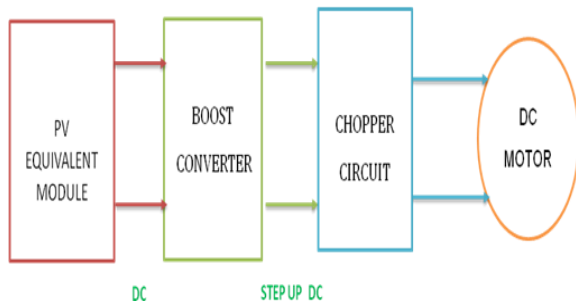 PV
EQUIVALENT
MODULE
BOOST
CONVERTER
CHOPPER
CIRCUIT
DC
MOTOR
DC
STEP UP DC